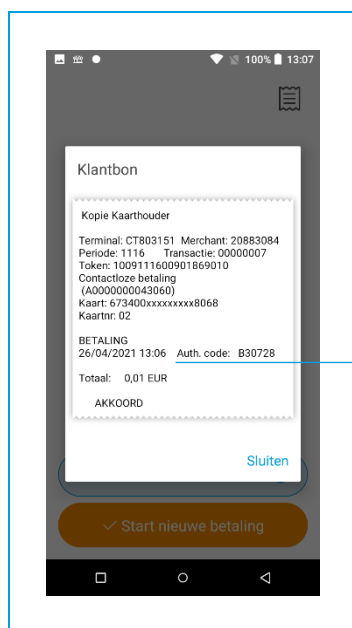 100% 13:07
Klantbon
Kopie Kaarthouder
Terminal: CT803151 Merchant: 20883084
Periode: 1116 Transactie: 00000007
Token: 1009111600901869010
Contactloze betaling
(A0000000043060)
Kaart: 673400xxxxxxxxx8068
Kaartnr: 02
BETALING
26/04/2021 13:06 Auth. code: B30728
Totaal: 0,01 EUR
AKKOORD
Sluiten
Start nieuwe betaling